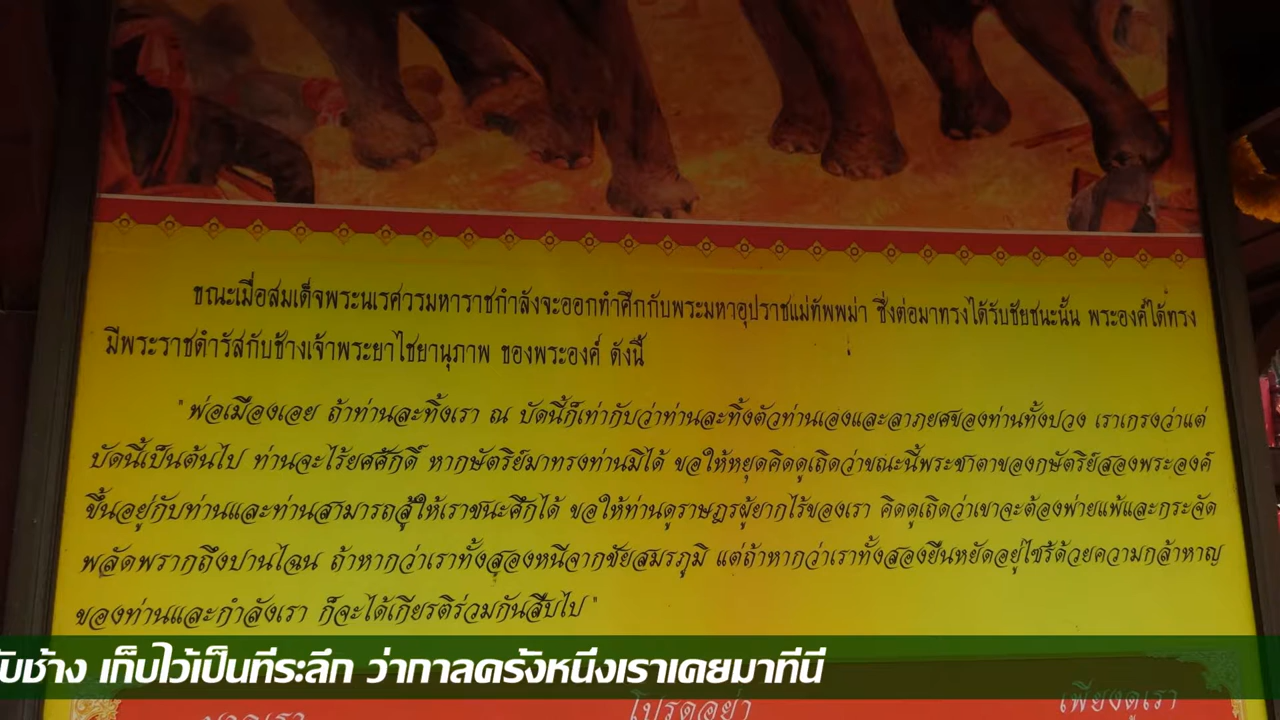 ขณะเมื่อสมเด็จพระนเรศวรมหาราชกำลังจะออกทำศึกกับพระมหาอุปราชแม่ทัพพม่า ซึ่งต่อมาทรงได้รับชัยชนะนั้น พระองค์ได้ทรง
มีพระราชดำรัสกับช้างเจ้าพระยาไชยานุภาพ ของพระองค์ ดังนี้
"พ่อเมืองเอย ถ้าท่านละทิ้งเรา ณ บัดนี้ก็เท่ากับว่าท่านละทิ้งตัวท่านเองและลาภยศของท่านทั้งปวง เราเกรงว่าแต่
บัดนี้เป็นต้นไป ท่านจะไร้ยศศักดิ์ หากษัตริย์มาทรงท่านมิได้ ขอให้หยุดคิดดูเถิดว่าขณะนี้พระชาตาของกษัตริย์สองพระองค์
ขึ้นอยู่กับท่านและท่านสามารถสู้ให้เราชนะศึกได้ ขอให้ท่านดูราษฎรผู้ยากไร้ของเรา คิดดูเถิดว่าเขาจะต้องพ่ายแพ้และกระจัด
พลัดพรากถึงปานไฉน ถ้าหากว่าเราทั้งสองหนีจากชัยสมรภูมิ แต่ถ้าหากว่าเราทั้งสองยืนหยัดอยู่ไซร้ด้วยความกล้าหาญ
ของท่านและกำลังเรา ก็จะได้เกียรติร่วมกันสืบไป"
ับช้าง เก็บไว้เป็นที่ระลึก ว่ากาลครั้งหนึ่งเราเคยมาที่นี่
โปรดอย่า
เพียงดเรา